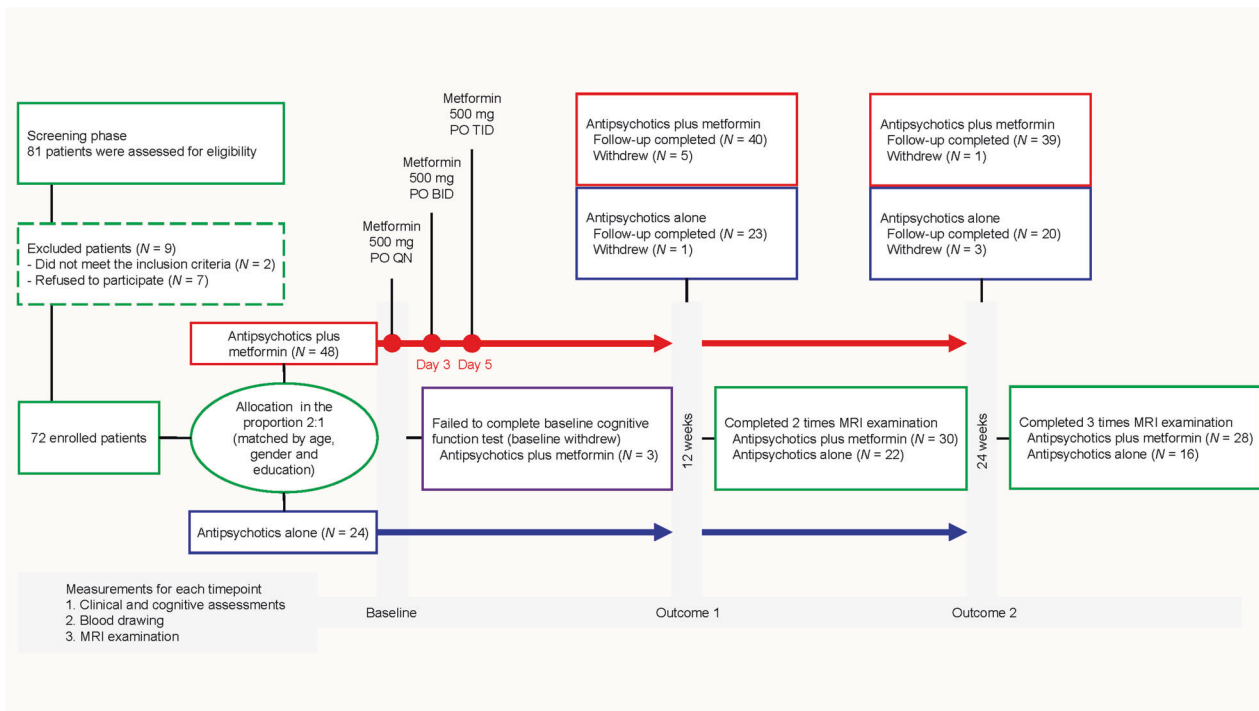 Screening phase
81 patients were assessed for eligibility
Excluded patients (N = 9)
- Did not meet the inclusion criteria (N = 2)
- Refused to participate (N = 7)
72 enrolled patients
Antipsychotics plus
metformin (N = 48)
Allocation in the
proportion 2:1
(matched by age,
gender and
education)
Antipsychotics alone (N = 24)
Metformin
500 mg
PO QN
Metformin
500 mg
PO BID
Metformin
500 mg
PO TID
Day 3
Day 5
Failed to complete baseline cognitive
function test (baseline withdrew)
Antipsychotics plus metformin (N = 3)
Antipsychotics plus metformin
Follow-up completed (N = 40)
Withdrew (N = 5)
Antipsychotics alone
Follow-up completed (N = 23)
Withdrew (N = 1)
12 weeks
Completed 2 times MRI examination
Antipsychotics plus metformin (N = 30)
Antipsychotics alone (N = 22)
Antipsychotics plus metformin
Follow-up completed (N = 39)
Withdrew (N = 1)
Antipsychotics alone
Follow-up completed (N = 20)
Withdrew (N = 3)
24 weeks
Completed 3 times MRI examination
Antipsychotics plus metformin (N = 28)
Antipsychotics alone (N = 16)
Measurements for each timepoint
1. Clinical and cognitive assessments
2. Blood drawing
3. MRI examination
Baseline
Outcome 1
Outcome 2